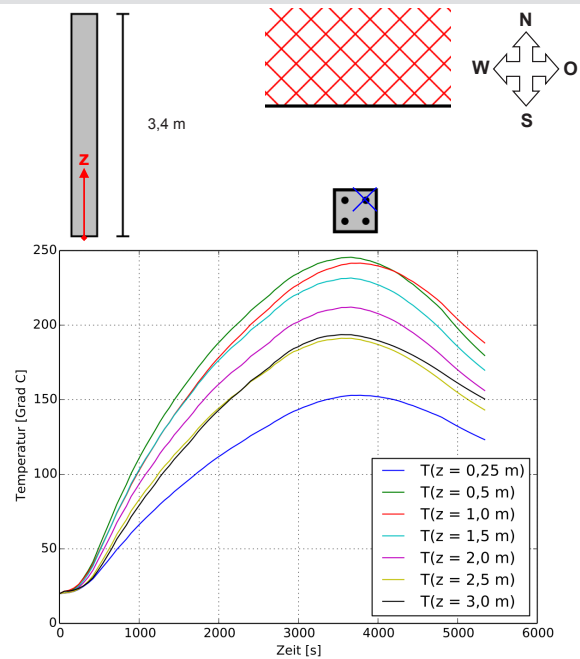 N
W O
S
z
3,4 m
250
200
150
100
50
0
Temperatur [Grad C]
T(z = 0,25 m)
T(z = 0,5 m)
T(z = 1,0 m)
T(z = 1,5 m)
T(z = 2,0 m)
T(z = 2,5 m)
T(z = 3,0 m)
0 1000 2000 3000 4000 5000 6000
Zeit [s]